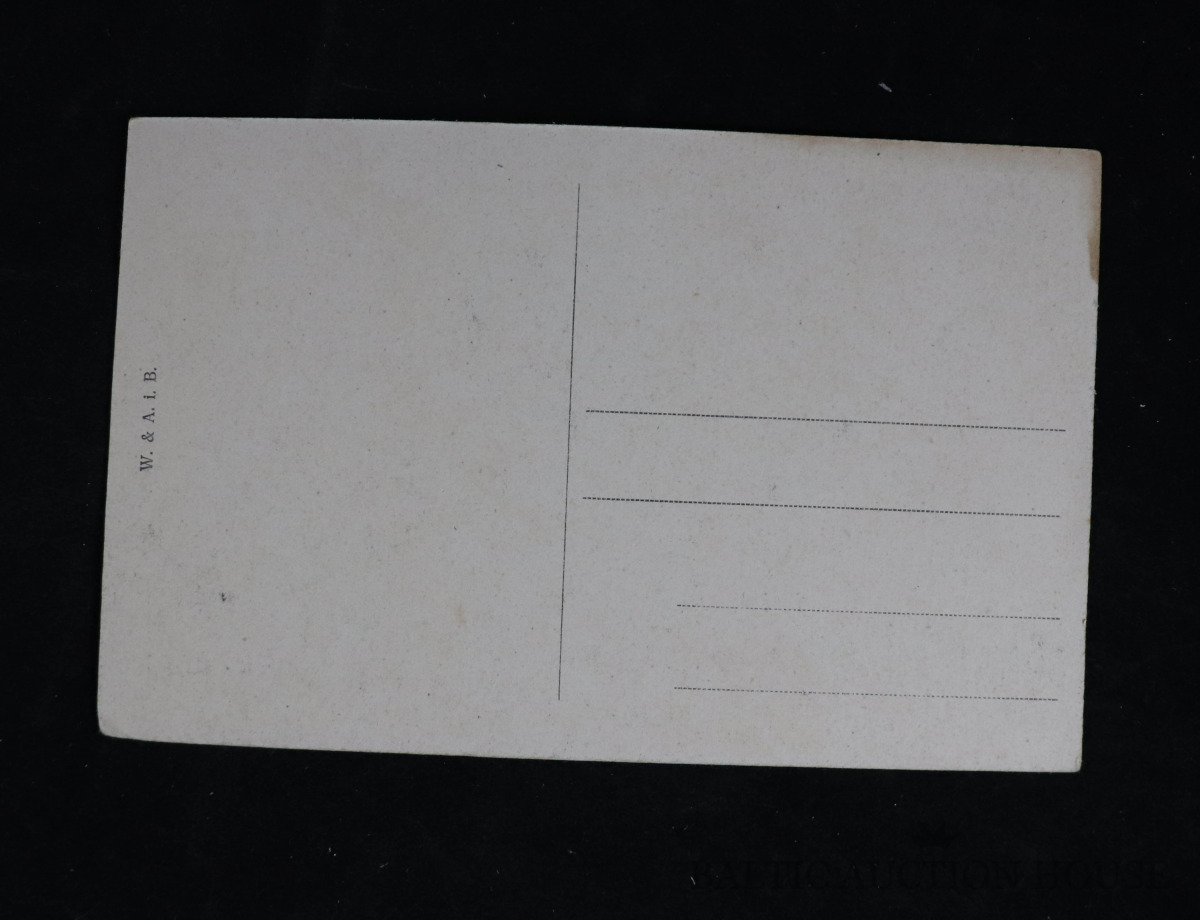 W. & A. i. B.
BALTIC AUCTION HOUSE